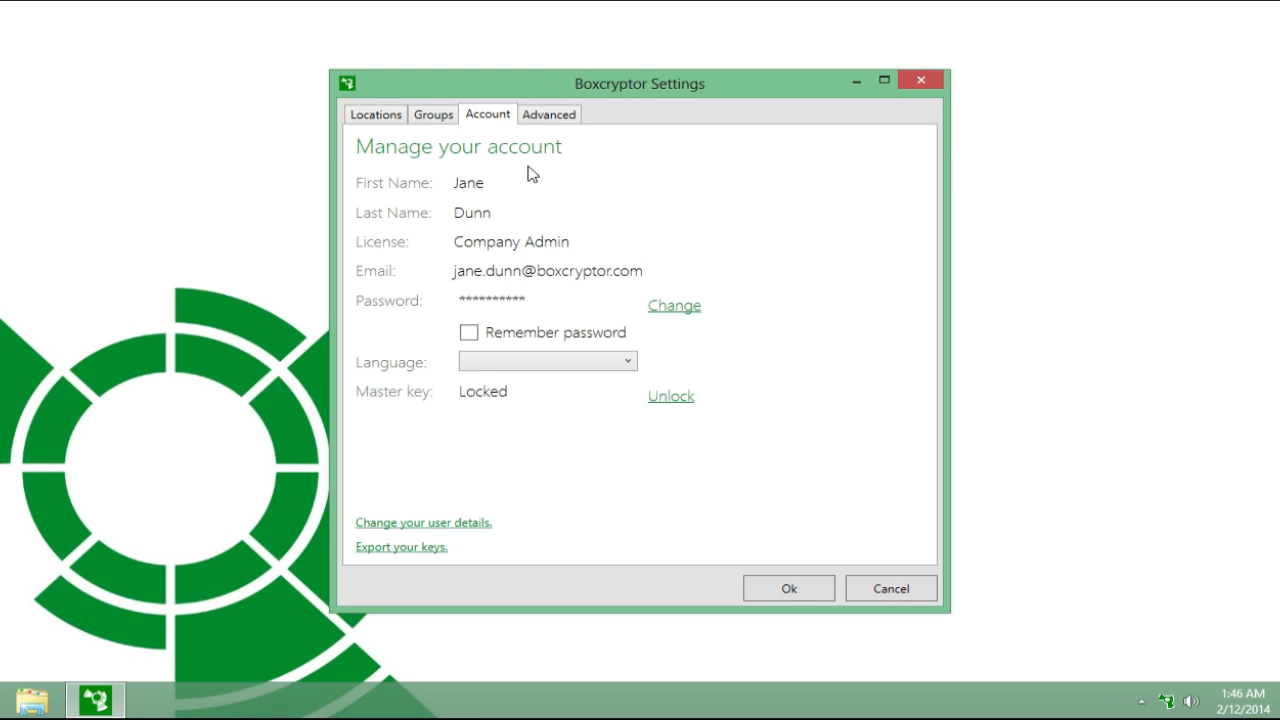 Boxcryptor Settings
Locations Groups Account Advanced
Manage your account
First Name: Jane
Last Name: Dunn
License: Company Admin
Email: jane.dunn@boxcryptor.com
Password: ********** Change
Remember password
Language:
Master key: Locked Unlock
Change your user details.
Export your keys.
Ok Cancel
1:46 AM
2/12/2014